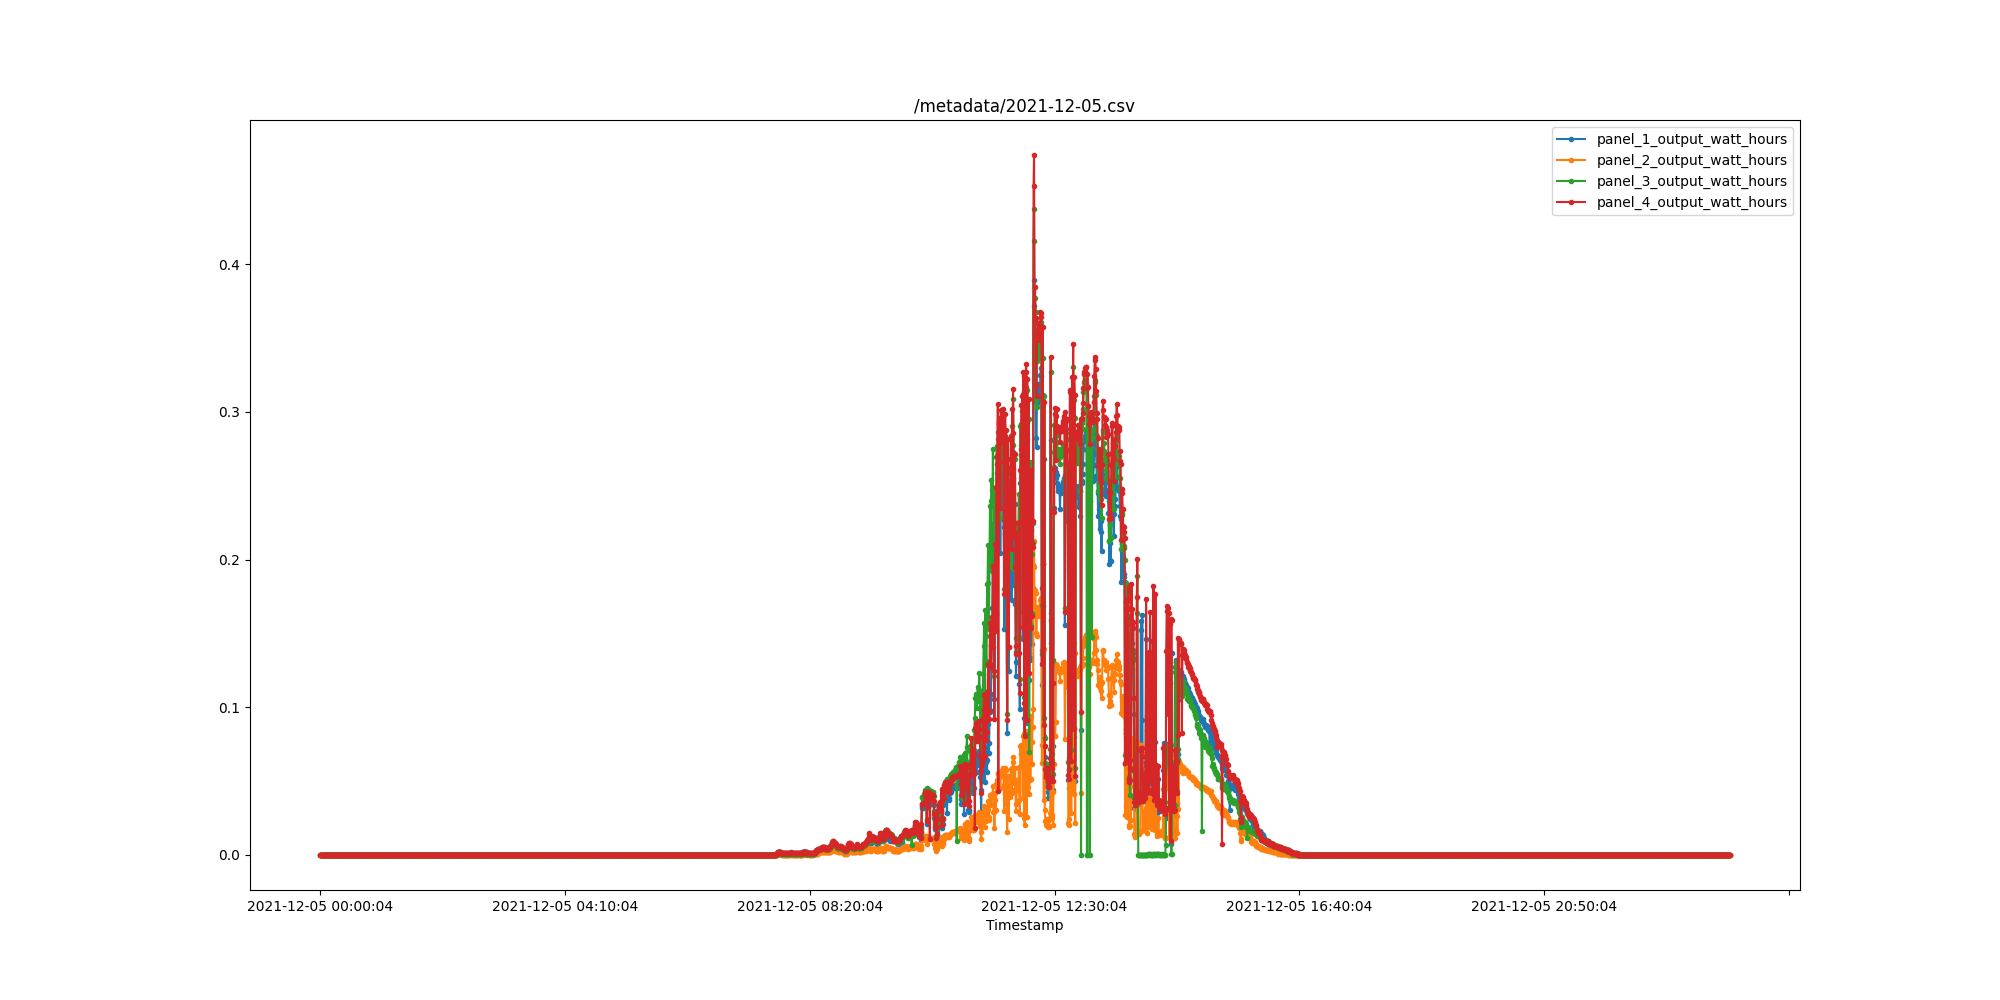 /metadata/2021-12-05.csv
panel_1_output_watt_hours
panel_2_output_watt_hours
panel_3_output_watt_hours
panel_4_output_watt_hours
0.4
0.3
0.2
0.1
0.0
2021-12-05 00:00:04 2021-12-05 04:10:04 2021-12-05 08:20:04 2021-12-05 12:30:04 2021-12-05 16:40:04 2021-12-05 20:50:04
Timestamp